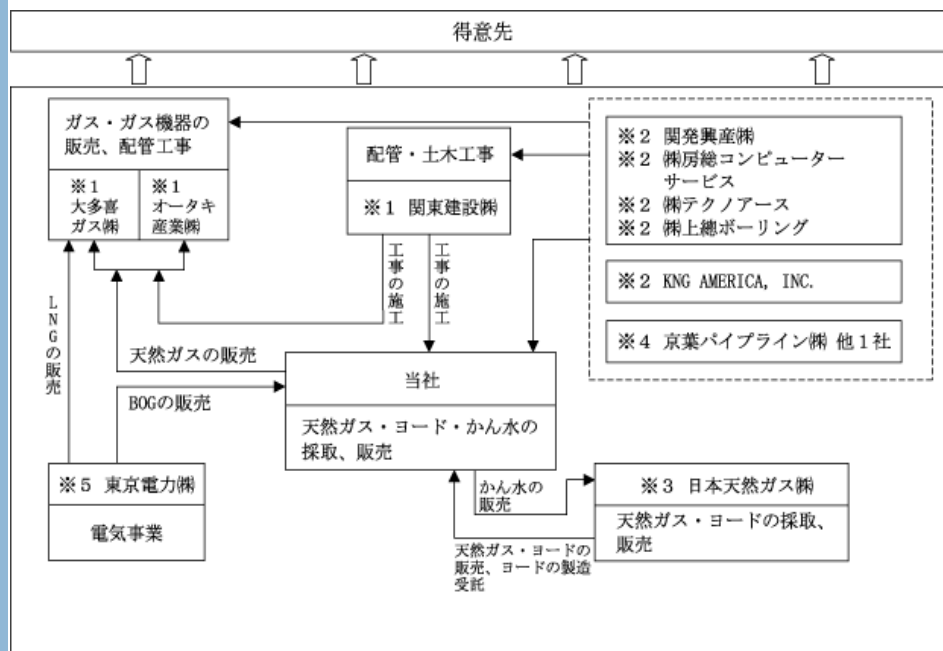 得意先
ガス・ガス機器の
販売、配管工事
※1
大多喜
ガス㈱
※1
オータキ
産業㈱
配管・土木工事
※1 関東建設㈱
※2 関発興産㈱
※2 ㈱房総コンピューター
サービス
※2 ㈱テクノアース
※2 ㈱上總ボーリング
※2 KNG AMERICA, INC.
※4 京葉パイプライン㈱ 他1社
工事の施工
工事の施工
LNGの販売
天然ガスの販売
BOGの販売
当社
天然ガス・ヨード・かん水の
採取、販売
※5 東京電力㈱
電気事業
かん水の
販売
※3 日本天然ガス㈱
天然ガス・ヨードの採取、
販売
天然ガス・ヨードの
販売、ヨードの製造
受託